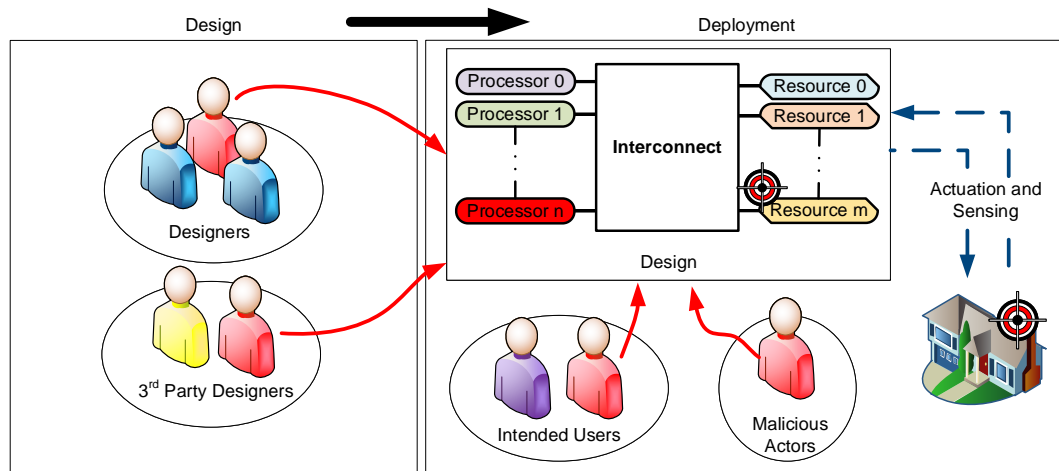 Design
Deployment
Processor 0
Processor 1
Processor n
Interconnect
Resource 0
Resource 1
Resource m
Design
Designers
3rd Party Designers
Intended Users
Malicious
Actors
Actuation and
Sensing